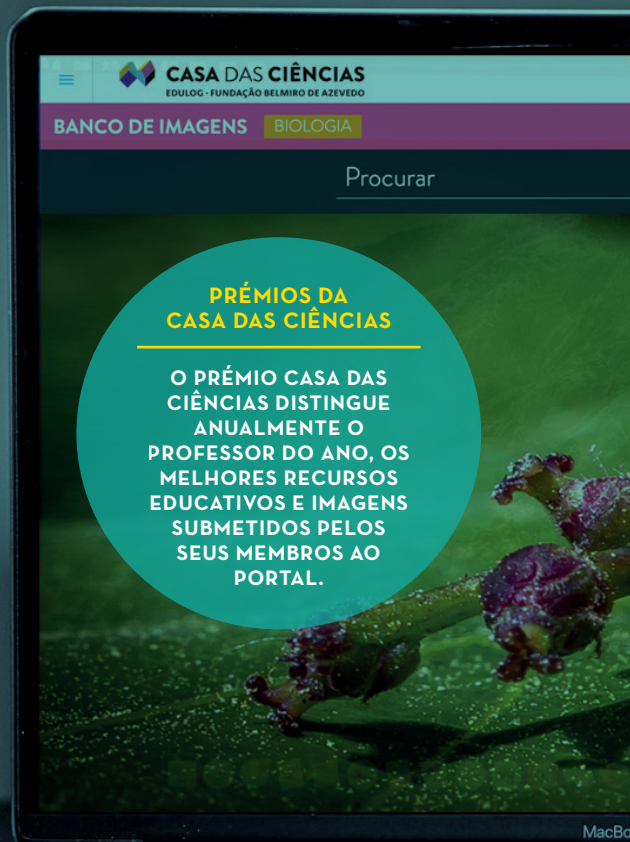 CASA DAS CIÊNCIAS
EDULOG - FUNDAÇÃO BELMIRO DE AZEVEDO
BANCO DE IMAGENS BIOLOGIA
Procurar
PRÉMIOS DA
CASA DAS CIÊNCIAS
O PRÉMIO CASA DAS
CIÊNCIAS DISTINGUE
ANUALMENTE O
PROFESSOR DO ANO, OS
MELHORES RECURSOS
EDUCATIVOS E IMAGENS
SUBMETIDOS PELOS
SEUS MEMBROS AO
PORTAL.
MacBo